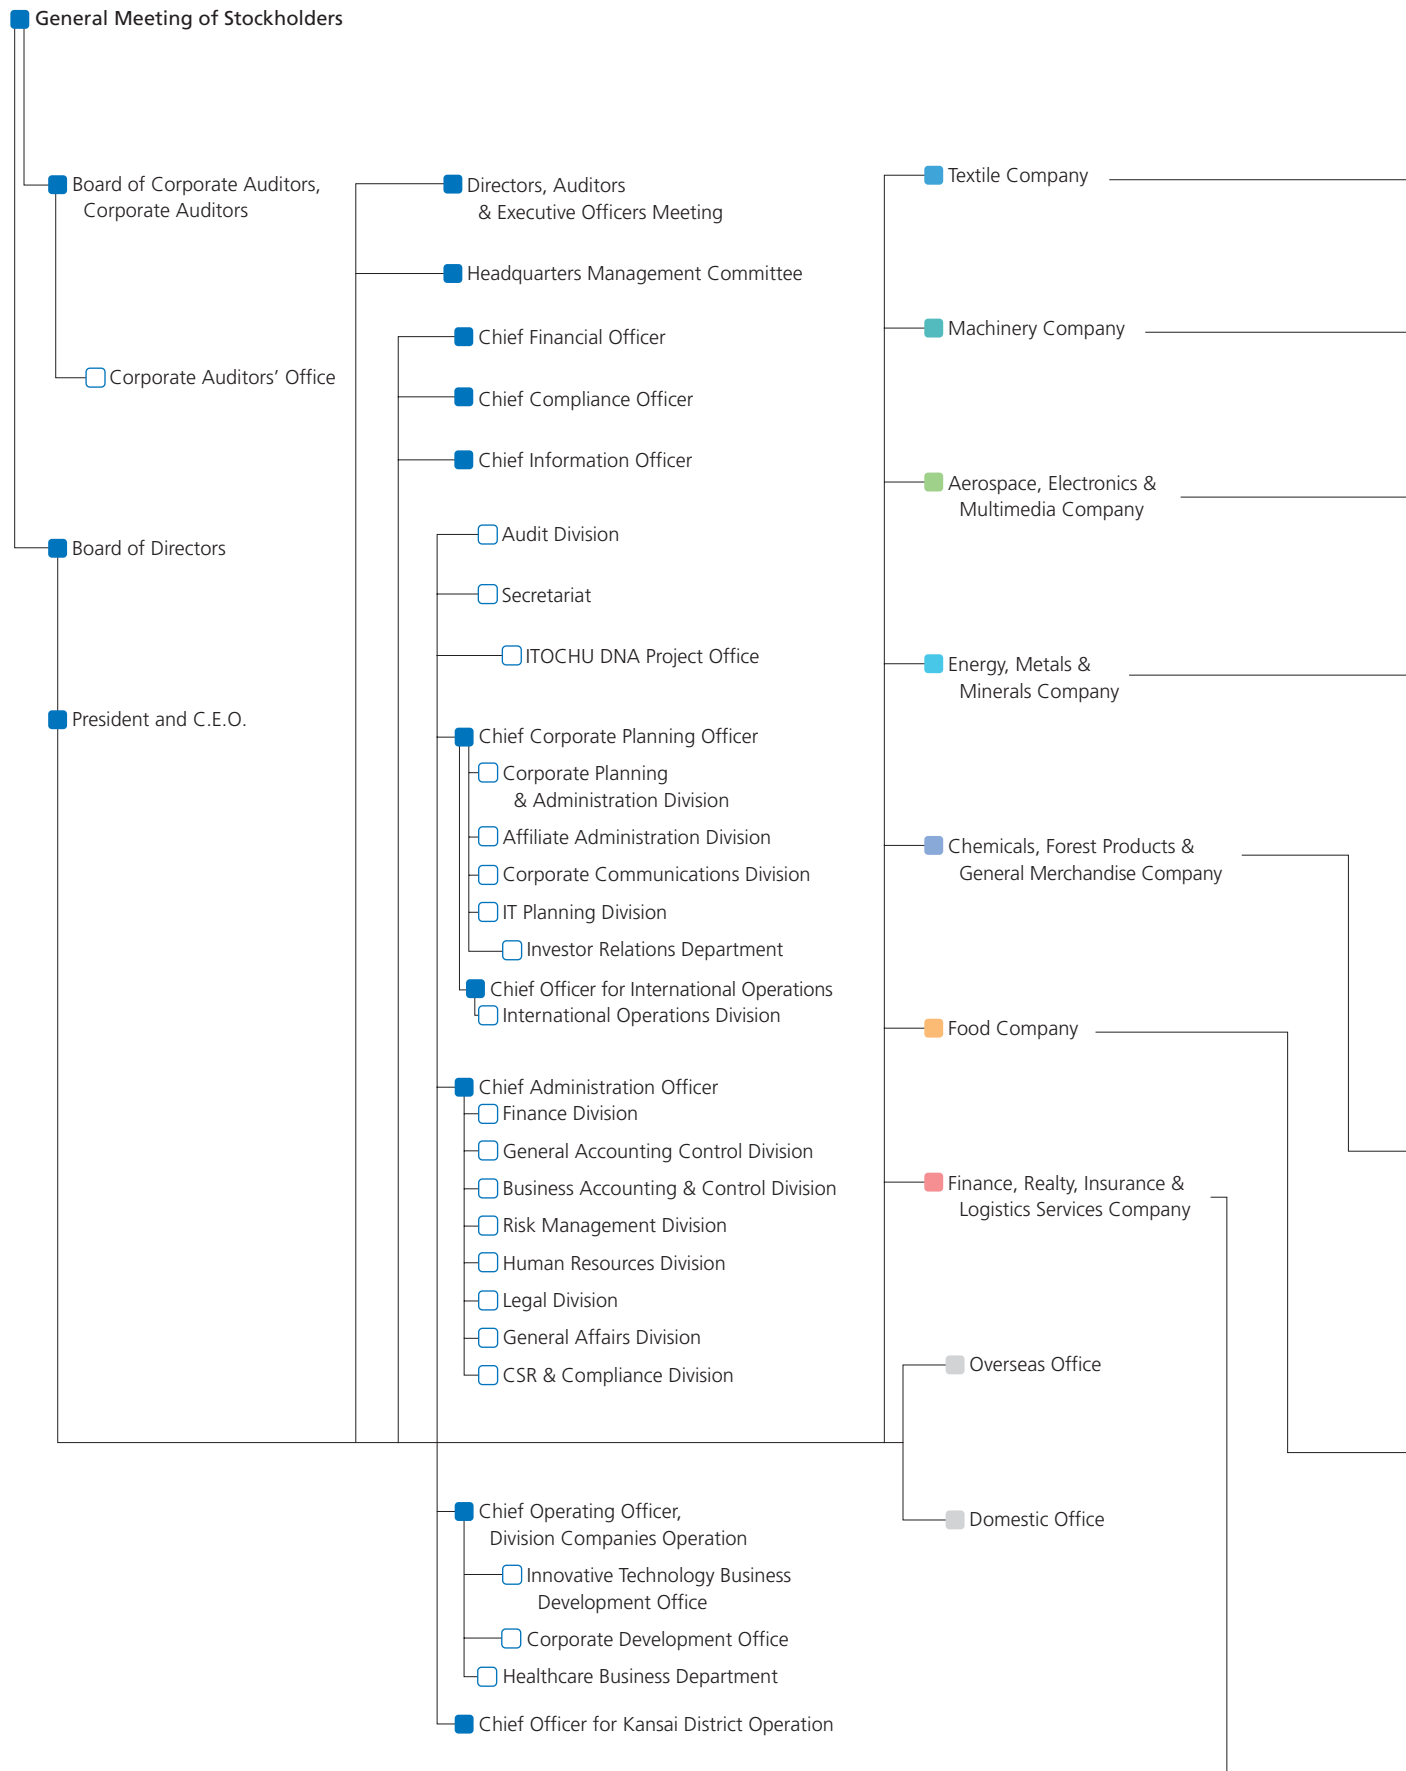 General Meeting of Stockholders
Board of Corporate Auditors,
Corporate Auditors
Corporate Auditors’ Office
Board of Directors
President and C.E.O.
Directors, Auditors
& Executive Officers Meeting
Headquarters Management Committee
Chief Financial Officer
Chief Compliance Officer
Chief Information Officer
Audit Division
Secretariat
ITOCHU DNA Project Office
Chief Corporate Planning Officer
Corporate Planning
& Administration Division
Affiliate Administration Division
Corporate Communications Division
IT Planning Division
Investor Relations Department
Chief Officer for International Operations
International Operations Division
Chief Administration Officer
Finance Division
General Accounting Control Division
Business Accounting & Control Division
Risk Management Division
Human Resources Division
Legal Division
General Affairs Division
CSR & Compliance Division
Chief Operating Officer,
Division Companies Operation
Innovative Technology Business
Development Office
Corporate Development Office
Healthcare Business Department
Chief Officer for Kansai District Operation
Textile Company
Machinery Company
Aerospace, Electronics &
Multimedia Company
Energy, Metals &
Minerals Company
Chemicals, Forest Products &
General Merchandise Company
Food Company
Finance, Realty, Insurance &
Logistics Services Company
Overseas Office
Domestic Office